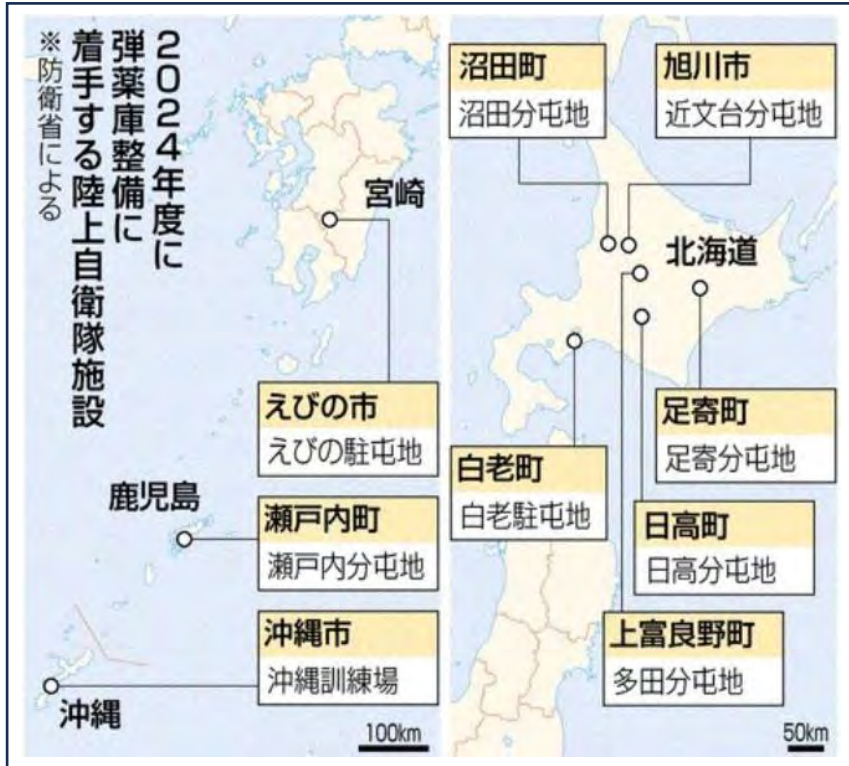 2024年度に
弾薬庫整備に
着手する陸上自衛隊施設
※防衛省による
宮崎
えびの市
えびの駐屯地
鹿児島
瀬戸内町
瀬戸内分屯地
沖縄市
沖縄訓練場
沖縄
100km
沼田町
沼田分屯地
旭川市
近文台分屯地
北海道
足寄町
足寄分屯地
白老町
白老駐屯地
日高町
日高分屯地
上富良野町
多田分屯地
50km